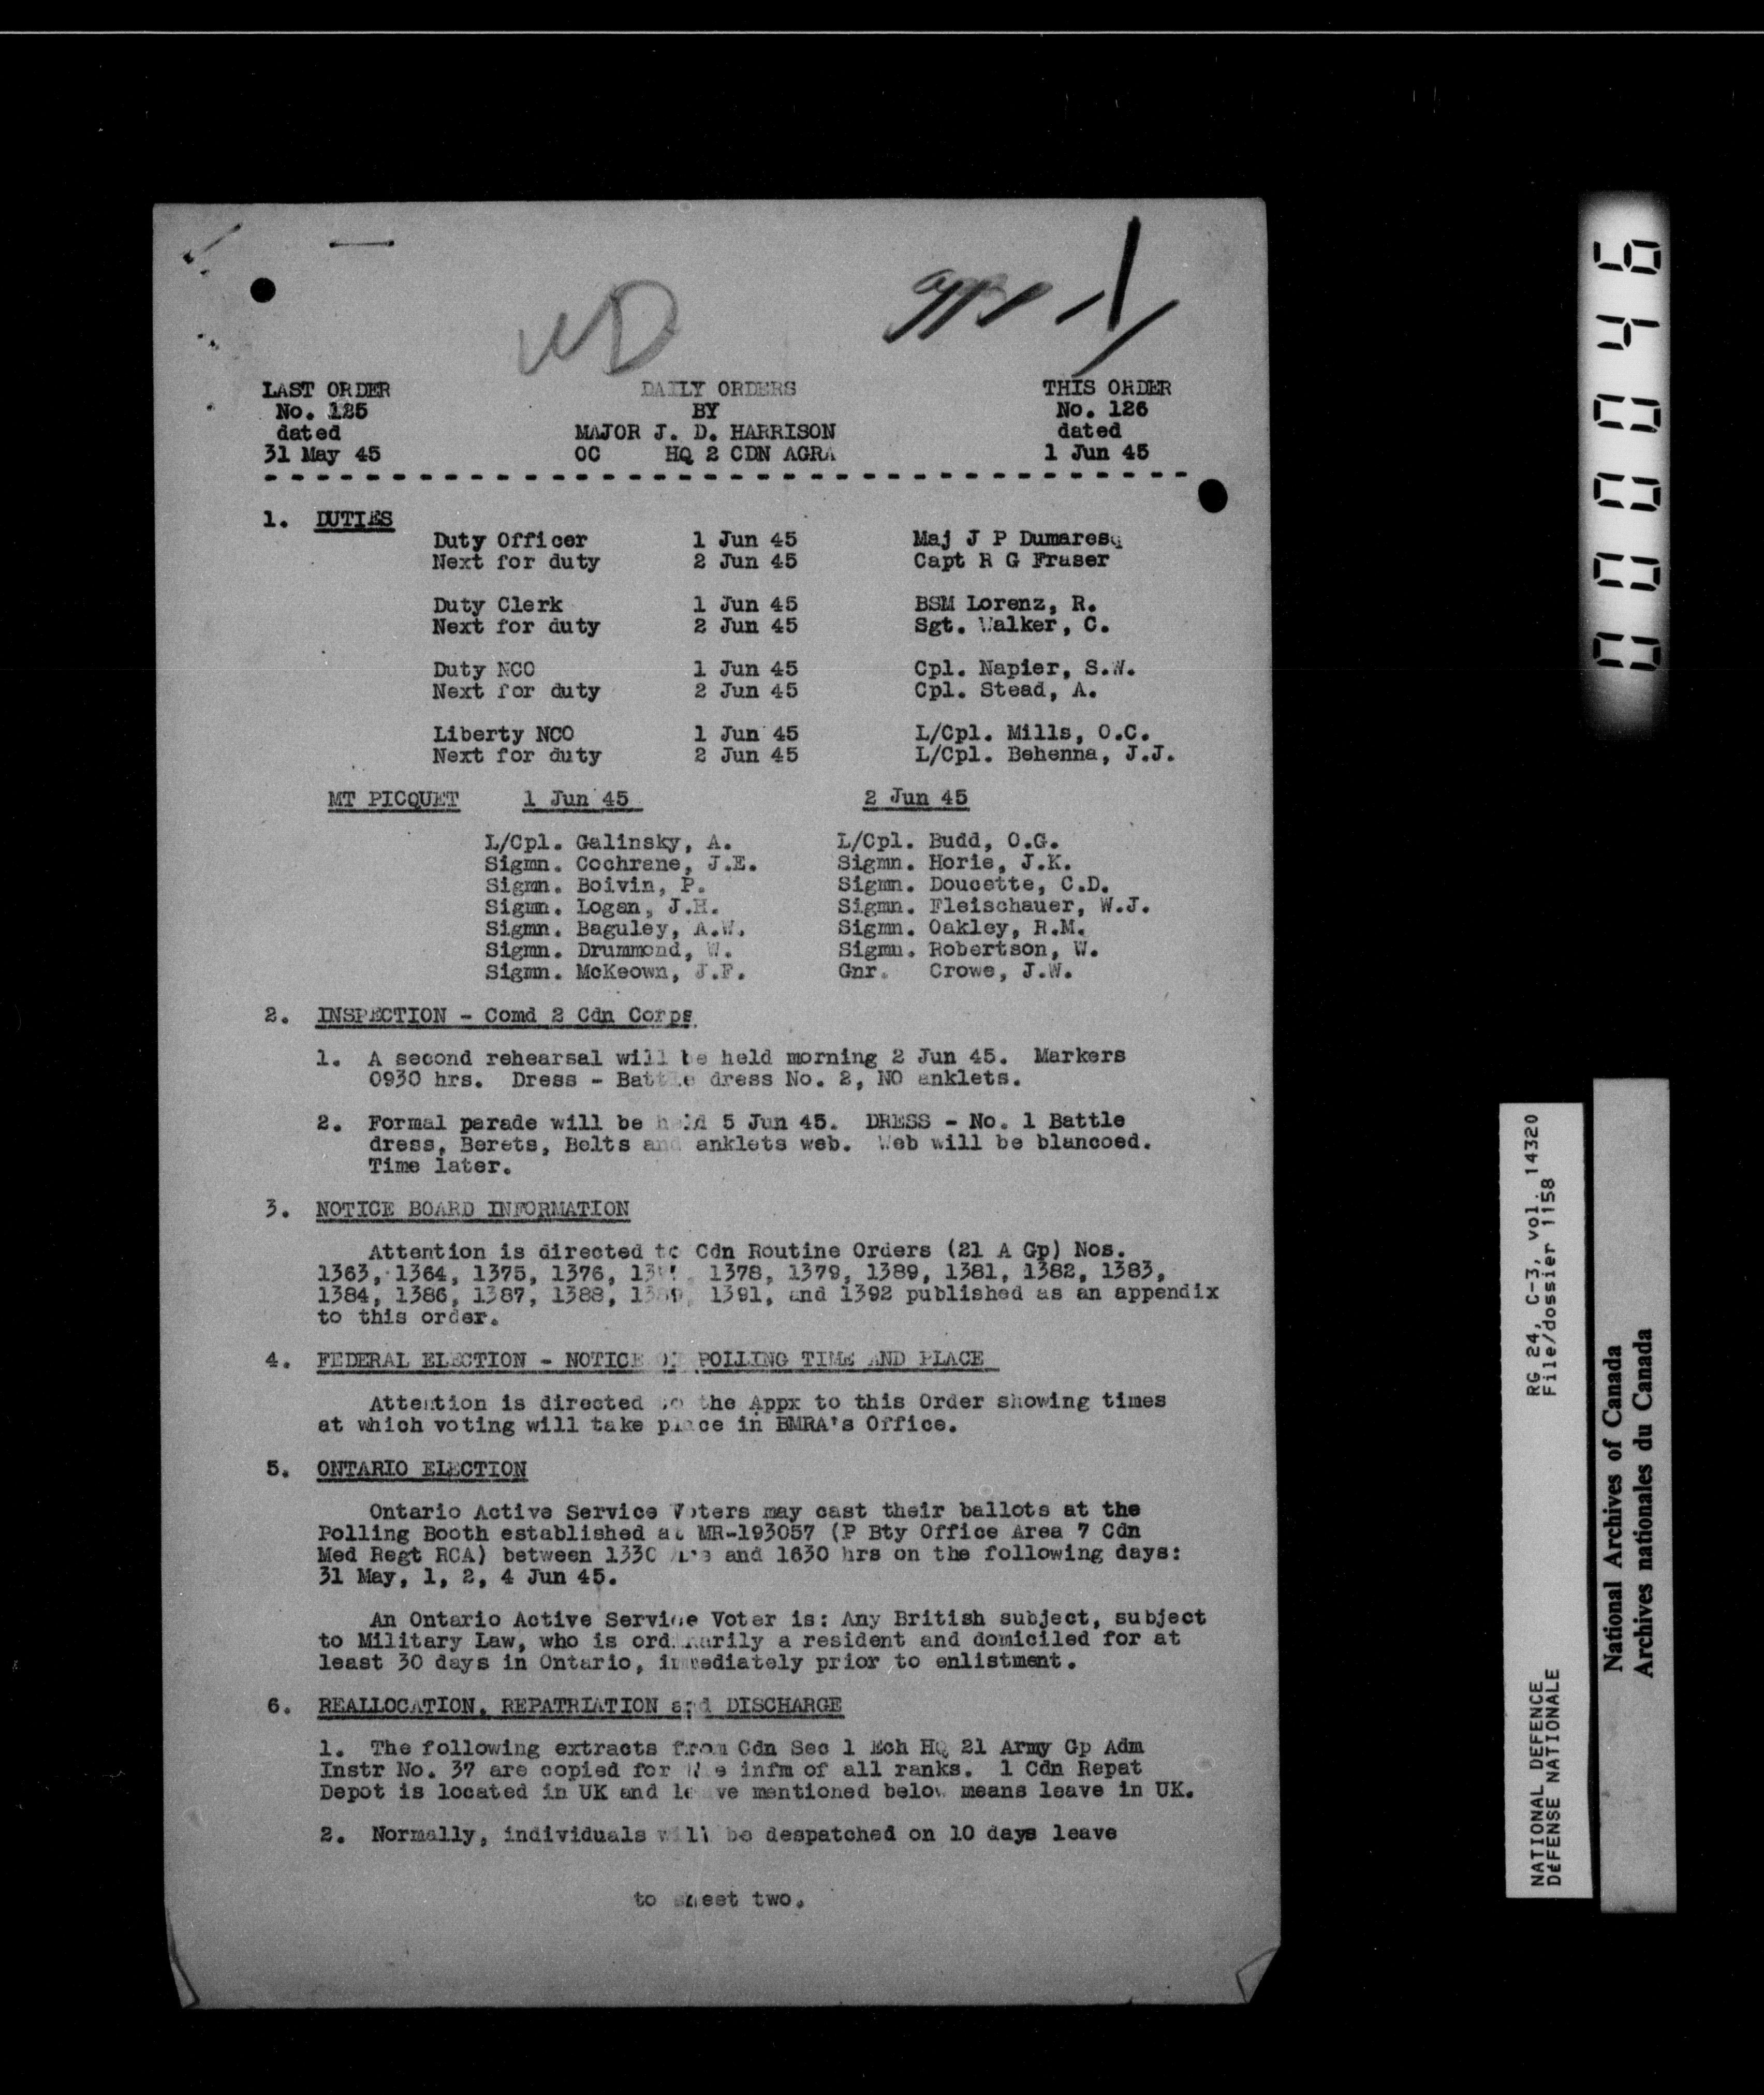 WD
LAST ORDER DAILY ORDERS THIS ORDER
No. 125 BY No. 126
dated MAJOR J. D. HARRISON dated
31 May 45 OC HQ 2 CDN AGRA 1 Jun 45
1. DUTIES
Duty Officer 1 Jun 45 Maj J P Dumaresq
Next for duty 2 Jun 45 Capt R G Fraser
Duty Clerk 1 Jun 45 BSM Lorenz, R.
Next for duty 2 Jun 45 Sgt. Walker, C.
Duty NCO 1 Jun 45 Cpl. Napier, S.W.
Next for duty 2 Jun 45 Cpl. Stead, A.
Liberty NCO 1 Jun 45 L/Cpl. Mills, O.C.
Next for duty 2 Jun 45 L/Cpl. Behenna, J.J.
MT PICQUET 1 Jun 45 2 Jun 45
L/Cpl. Galinsky, A. L/Cpl. Budd, O.G.
Sigmn. Cochrane, J.E. Sigmn. Horie, J.K.
Sigmn. Boivin, P. Sigmn. Doucette, C.D.
Sigmn. Logan, J.H. Sigmn. Fleischauer, W.J.
Sigmn. Baguley, A.W. Sigmn. Oakley, R.M.
Sigmn. Drummond, W. Sigmn. Robertson, W.
Sigmn. McKeown, J.F. Gnr. Crowe, J.W.
2. INSPECTION - Comd 2 Cdn Corps
1. A second rehearsal will be held morning 2 Jun 45. Markers
0930 hrs. Dress - Battle dress No. 2, NO anklets.
2. Formal parade will be held 5 Jun 45. DRESS - No. 1 Battle
dress, Berets, Belts and anklets web. Web will be blancoed.
Time later.
3. NOTICE BOARD INFORMATION
Attention is directed to Cdn Routine Orders (21 A Gp) Nos.
1363, 1364, 1375, 1376, 1378, 1379, 1389, 1381, 1382, 1383,
1384, 1386, 1387, 1388, 1389, 1391, and 1392 published as an appendix
to this order.
4. FEDERAL ELECTION - NOTICE OF POLLING TIME AND PLACE
Attention is directed to the Appx to this Order showing times
at which voting will take place in BMRA's Office.
5. ONTARIO ELECTION
Ontario Active Service Voters may cast their ballots at the
Polling Booth established at MR-193057 (P Bty Office Area 7 Cdn
Med Regt RCA) between 1330 hrs and 1630 hrs on the following days:
31 May, 1, 2, 4 Jun 45.
An Ontario Active Service Voter is: Any British subject, subject
to Military Law, who is ordinarily a resident and domiciled for at
least 30 days in Ontario, immediately prior to enlistment.
6. REALLOCATION, REPATRIATION and DISCHARGE
1. The following extracts from Cdn Sec 1 Ech HQ 21 Army Gp Adm
Instr No. 37 are copied for the infm of all ranks. 1 Cdn Repat
Depot is located in UK and leave mentioned below means leave in UK.
2. Normally, individuals will be despatched on 10 days leave
to sheet two.
000046
RG 24, C-3, vol. 14320
File/dossier 1158
NATIONAL DEFENCE
DéFENSE NATIONALE
National Archives of Canada
Archives nationales du Canada